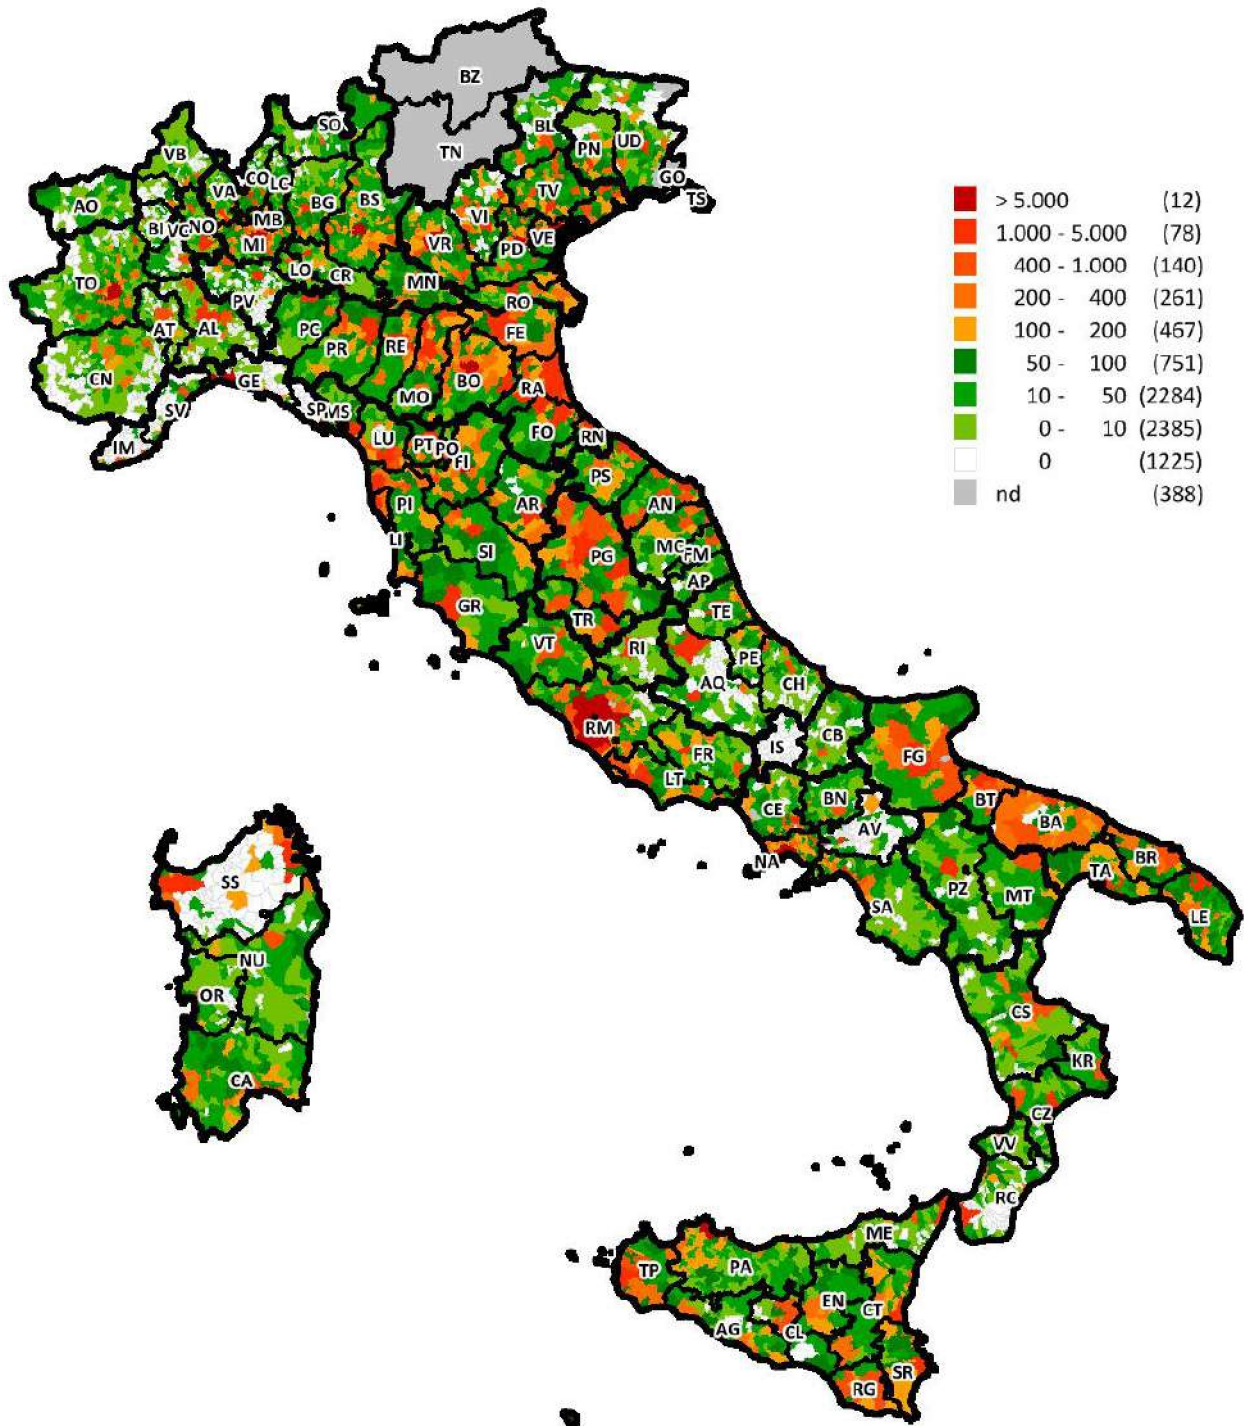 BZ
SO
TN
BL
PN
UD
VB
CO
LC
GO
TS
AO
VA
BG
BS
TV
BI
VC
NO
MB
MI
VI
VR
PD
VE
TO
LO
CR
MN
PV
RO
AT
AL
PC
PR
RE
FE
CN
GE
MO
BO
RA
SV
SP
MS
IM
LU
PT
PO
FI
FO
RN
PS
PI
AR
AN
LI
SI
PG
MC
FM
AP
GR
TR
TE
VT
RI
PE
AQ
CH
RM
IS
CB
FR
FG
LT
CE
BN
BT
AV
BA
NA
BR
TA
SS
SA
PZ
MT
LE
NU
OR
CS
KR
CA
CZ
VV
RC
ME
TP
PA
EN
CT
AG
CL
SR
RG
> 5.000 (12)
1.000 - 5.000 (78)
400 - 1.000 (140)
200 - 400 (261)
100 - 200 (467)
50 - 100 (751)
10 - 50 (2284)
0 - 10 (2385)
0 (1225)
nd (388)